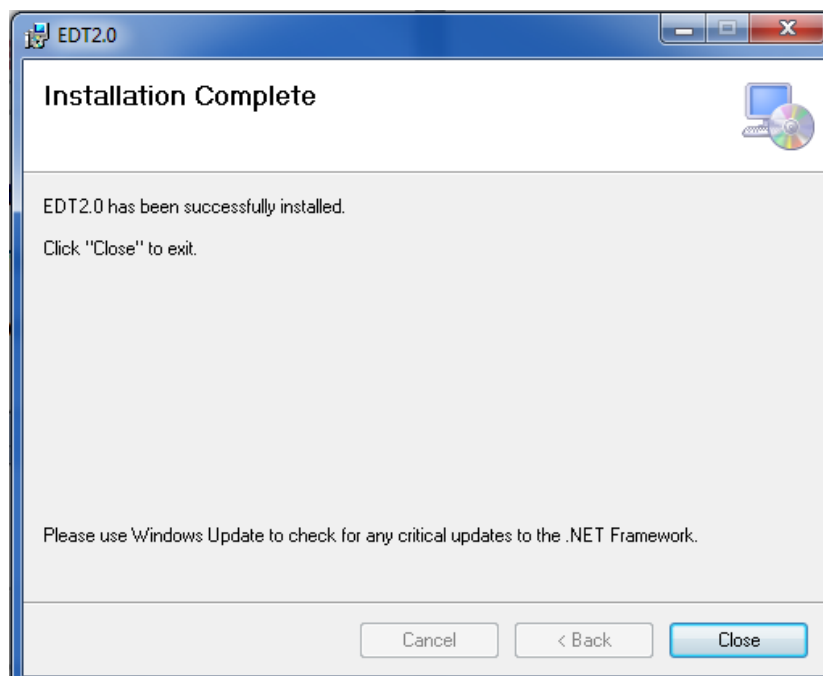 EDT2.0
Installation Complete
EDT2.0 has been successfully installed.
Click "Close" to exit.
Please use Windows Update to check for any critical updates to the .NET Framework.
Cancel
< Back
Close